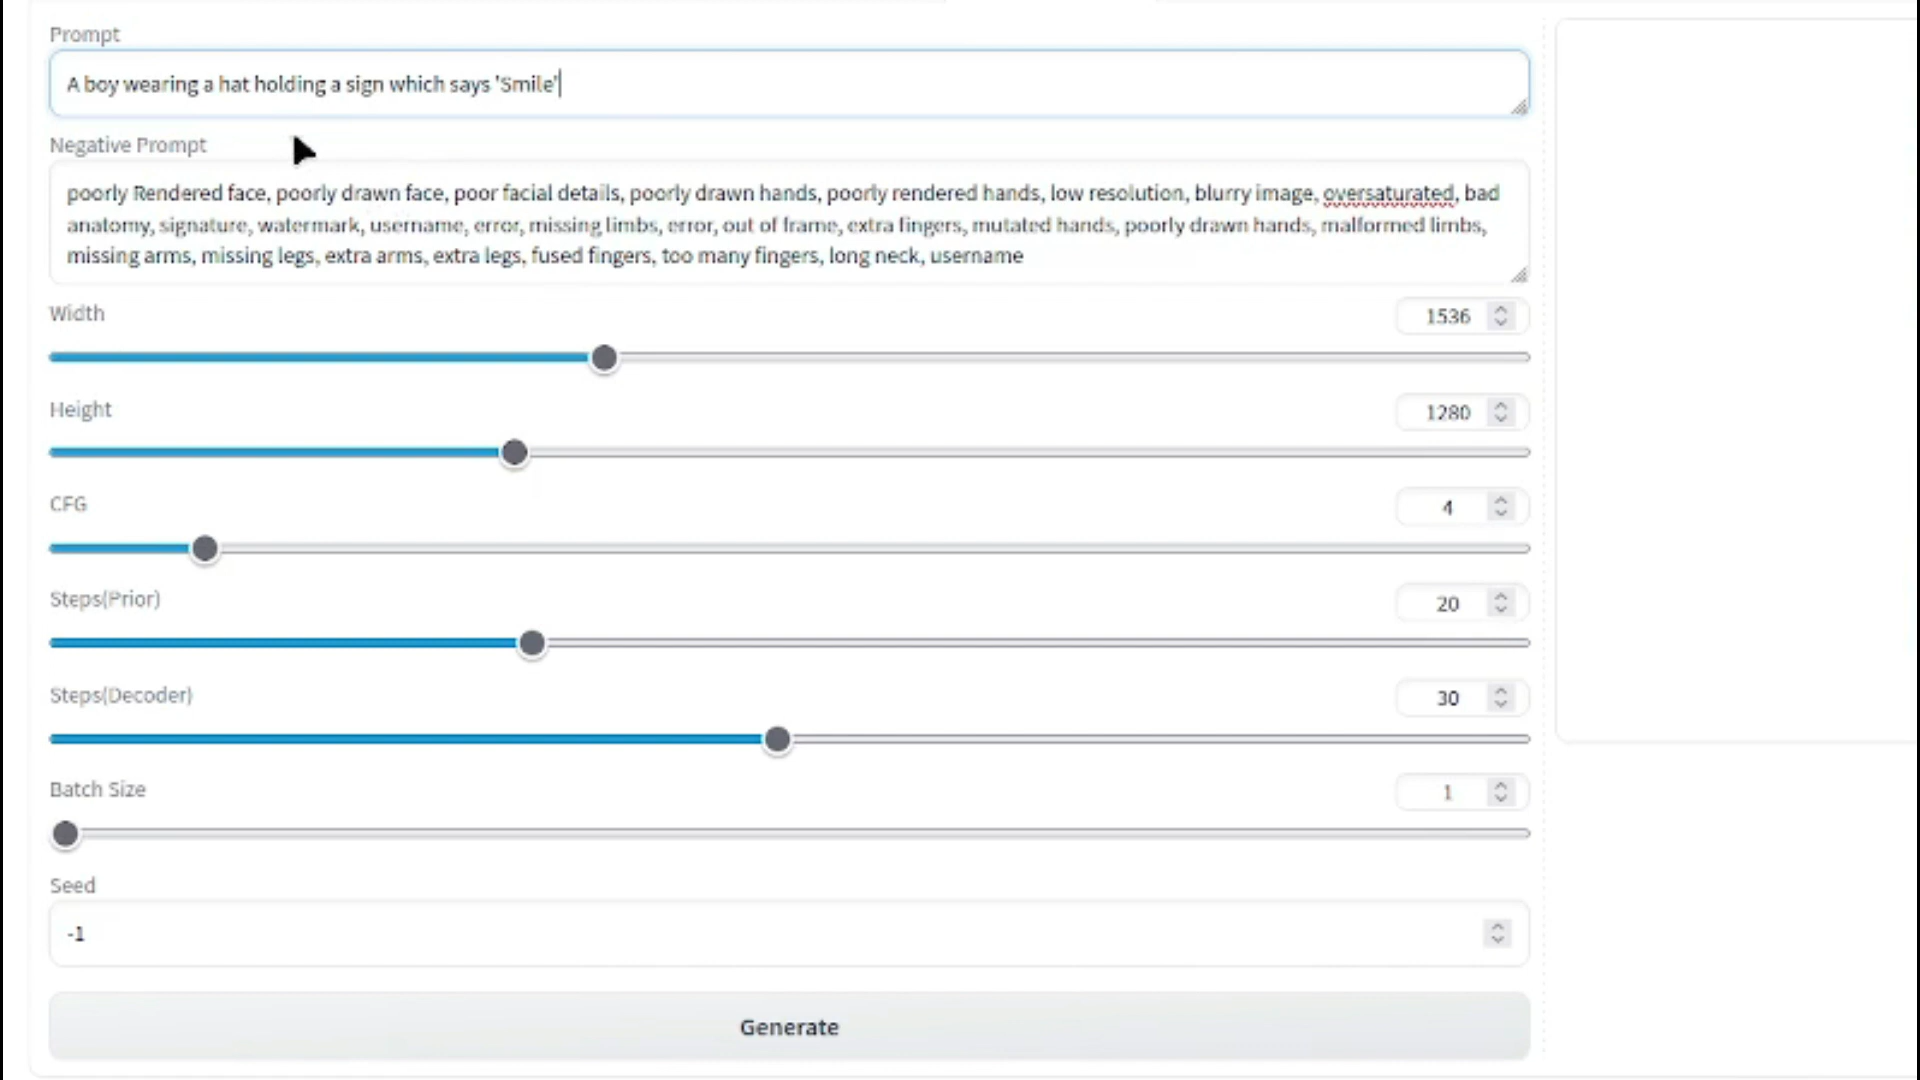 Prompt
A boy wearing a hat holding a sign which says 'Smile'
Negative Prompt
poorly Rendered face, poorly drawn face, poor facial details, poorly drawn hands, poorly rendered hands, low resolution, blurry image, oversaturated, bad
anatomy, signature, watermark, username, error, missing limbs, error, out of frame, extra fingers, mutated hands, poorly drawn hands, malformed limbs,
missing arms, missing legs, extra arms, extra legs, fused fingers, too many fingers, long neck, username
Width
1536
Height
1280
CFG
4
Steps(Prior)
20
Steps(Decoder)
30
Batch Size
1
Seed
-1
Generate